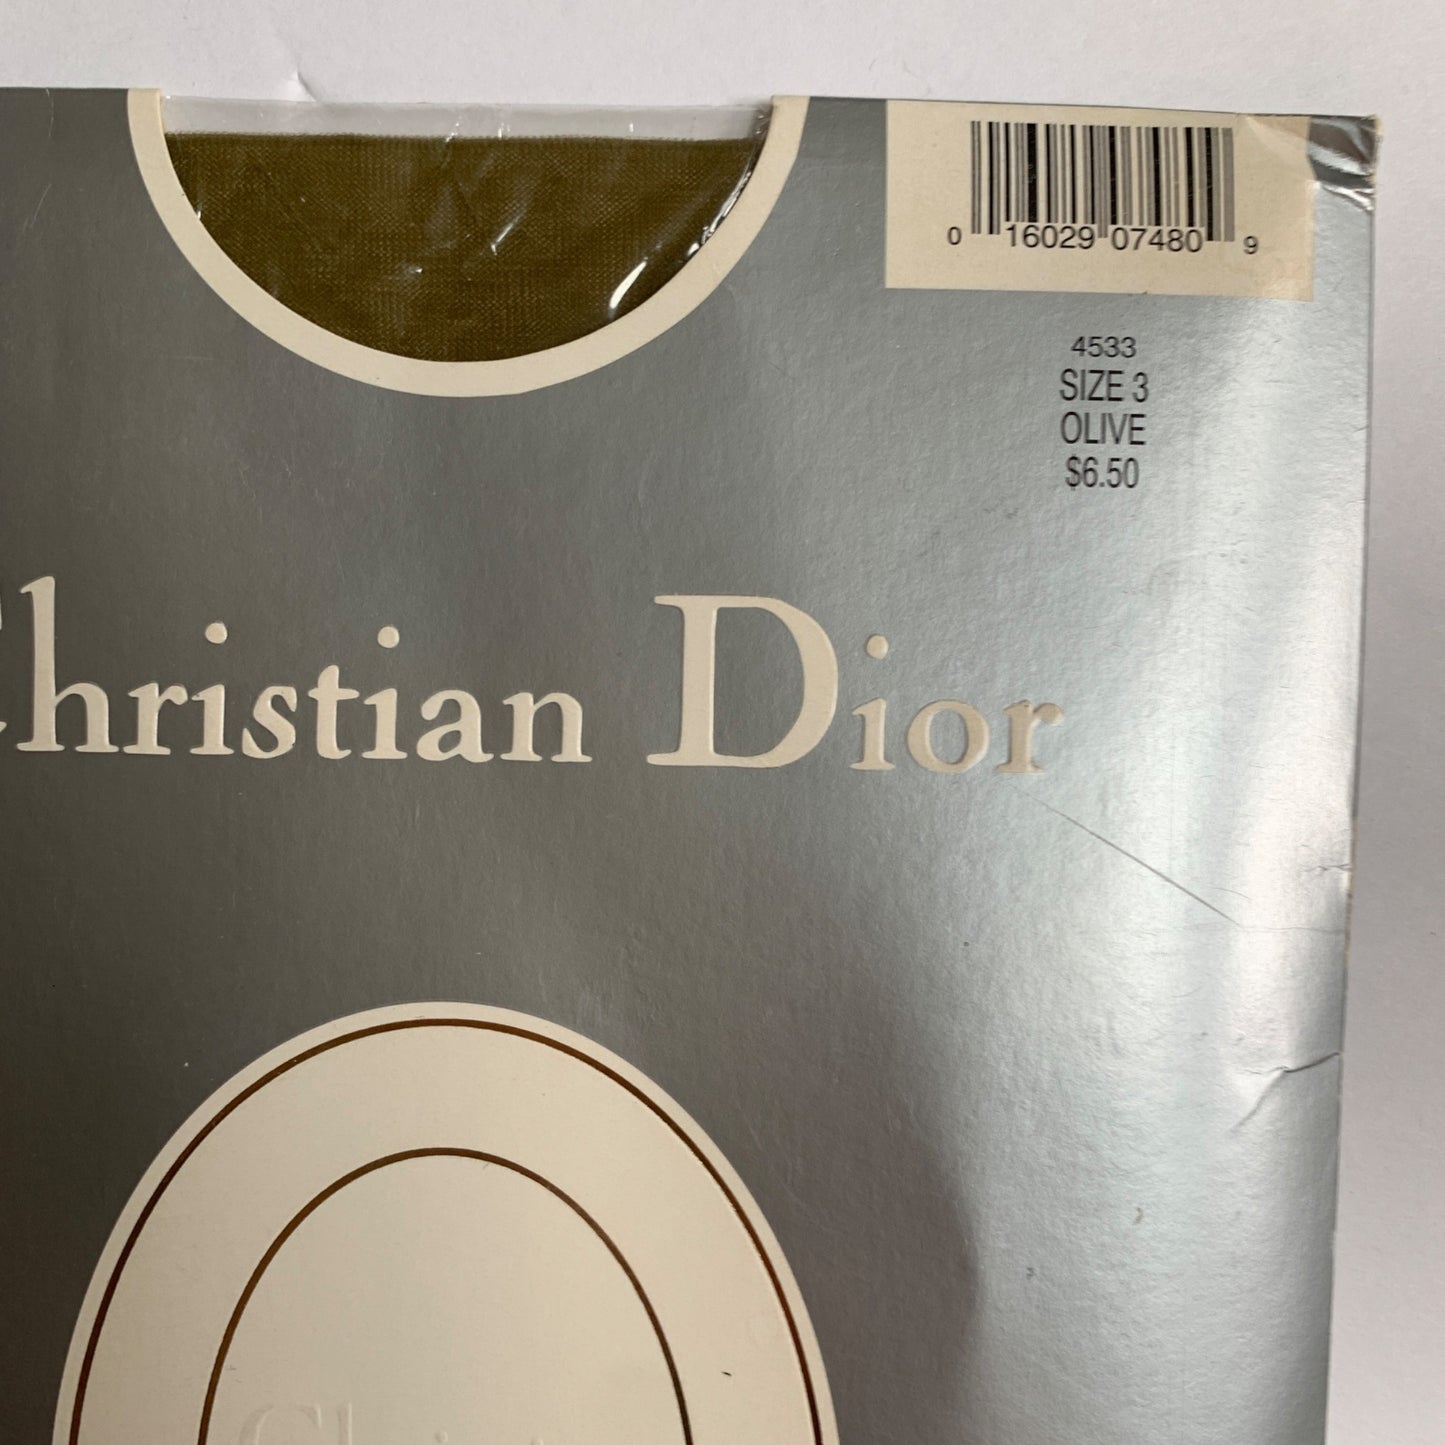 0 16029 07480 9
4533
SIZE 3
OLIVE
$6.50
Christian Dior